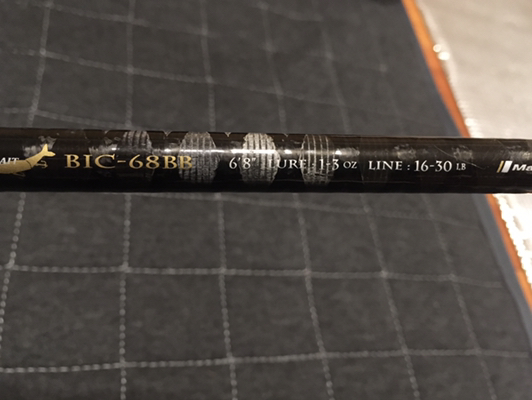 BIC-68BB 6'8" LURE : 1-3 OZ LINE : 16-30 LB